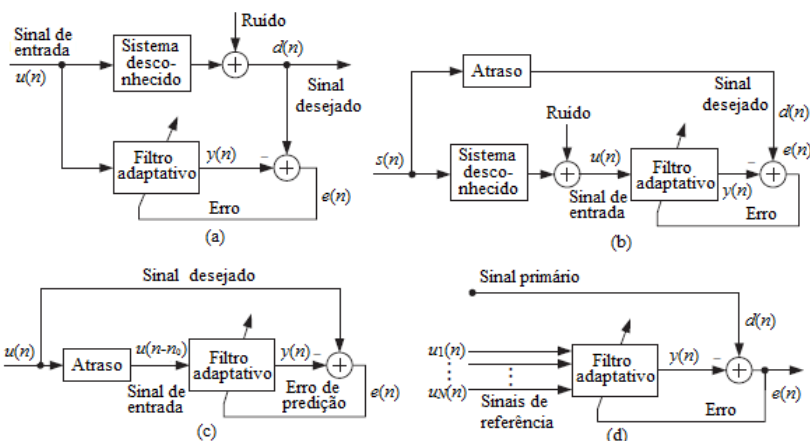 Sinal de
entrada
u(n)
Sistema
desco-
nhecido
Ruído
d(n)
Sinal
desejado
Filtro
adaptativo
y(n)
−
e(n)
Erro
(a)
Atraso
Sinal
desejado
d(n)
s(n)
Sistema
desco-
nhecido
Ruído
u(n)
Sinal de
entrada
Filtro
adaptativo
y(n)
−
e(n)
Erro
(b)
Sinal desejado
u(n)
Atraso
u(n-n₀)
Sinal de
entrada
Filtro
adaptativo
y(n)
−
Erro de
predição
e(n)
(c)
Sinal primário
d(n)
u1(n)
uN(n)
Sinais de
referência
Filtro
adaptativo
y(n)
−
e(n)
Erro
(d)